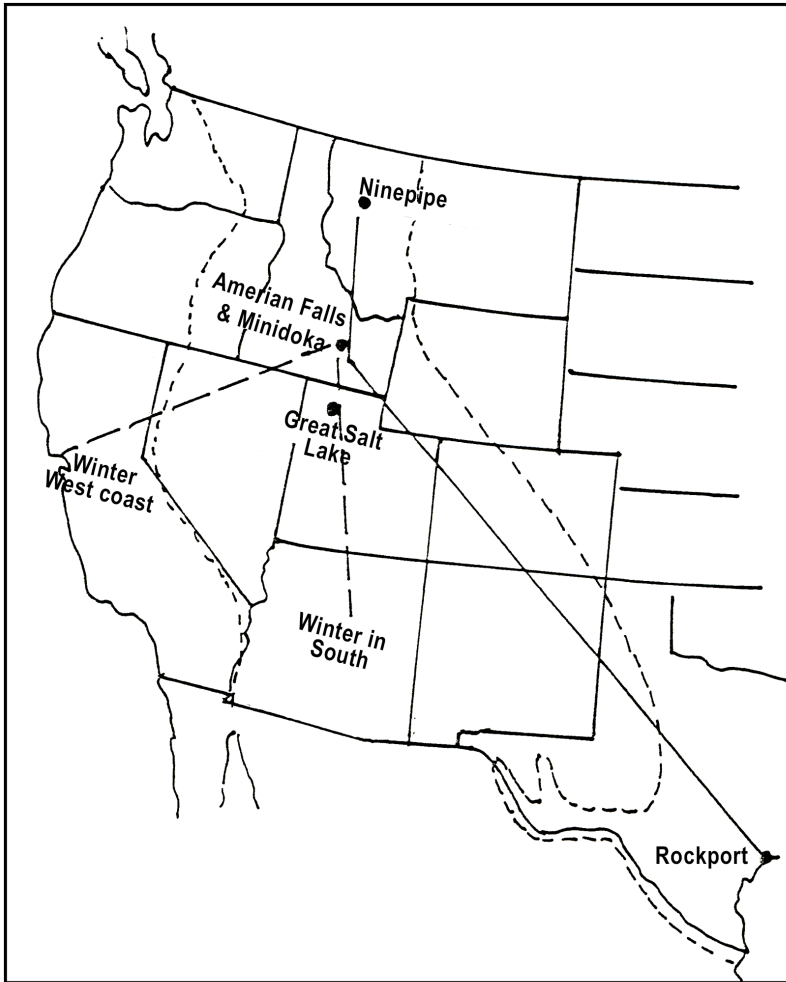 Ninepipe
Amerian Falls
& Minidoka
Great Salt
Lake
Winter
West coast
Winter in
South
Rockport